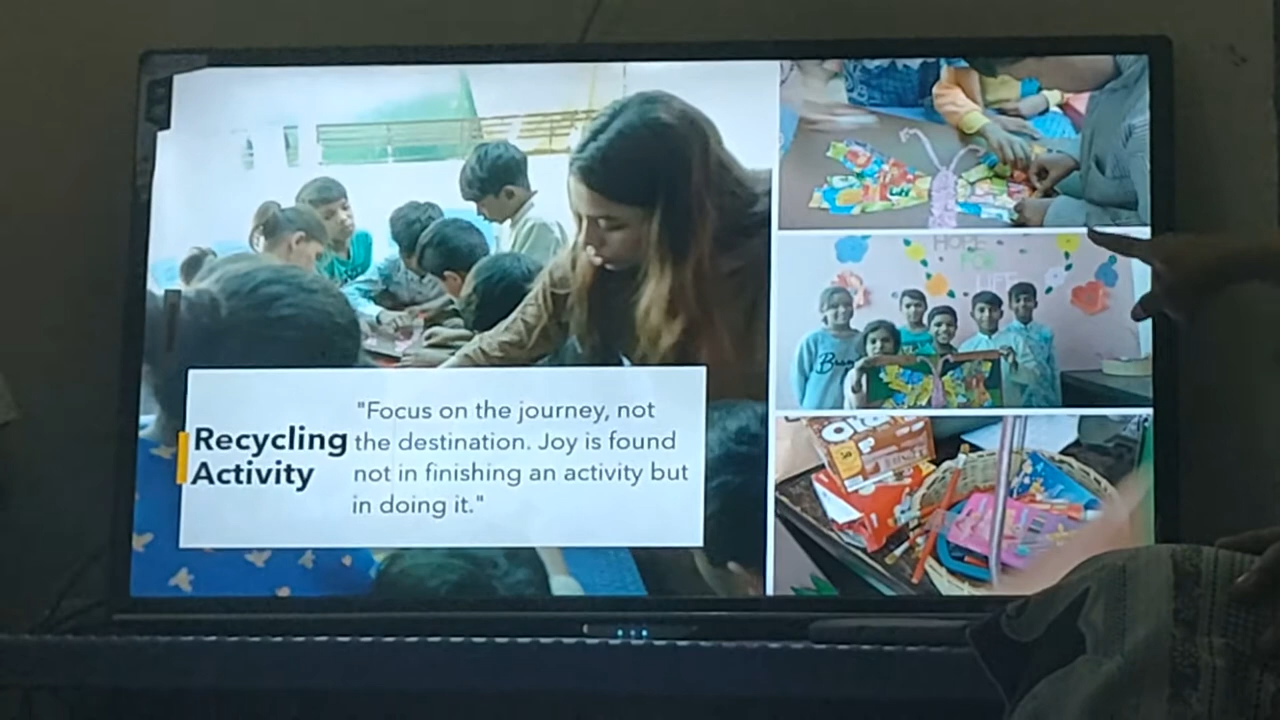 Recycling
Activity
"Focus on the journey, not
the destination. Joy is found
not in finishing an activity but
in doing it."
HOPE
FOR
LIFE